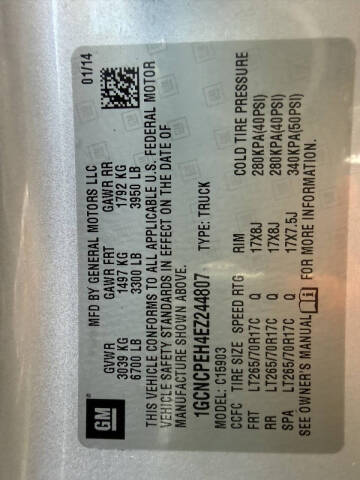 GM
MFD BY GENERAL MOTORS LLC 01/14
GVWR GAWR FRT GAWR RR
3039 KG 1497 KG 1792 KG
6700 LB 3300 LB 3950 LB
THIS VEHICLE CONFORMS TO ALL APPLICABLE U.S. FEDERAL MOTOR
VEHICLE SAFETY STANDARDS IN EFFECT ON THE DATE OF
MANUFACTURE SHOWN ABOVE.
1GCNCPEH4EZ244807 TYPE: TRUCK
MODEL: C15903
CCFC TIRE SIZE SPEED RTG RIM COLD TIRE PRESSURE
FRT LT265/70R17C Q 17X8J 280KPA(40PSI)
RR LT265/70R17C Q 17X8J 280KPA(40PSI)
SPA LT265/70R17C Q 17X7.5J 340KPA(50PSI)
SEE OWNER'S MANUAL FOR MORE INFORMATION.